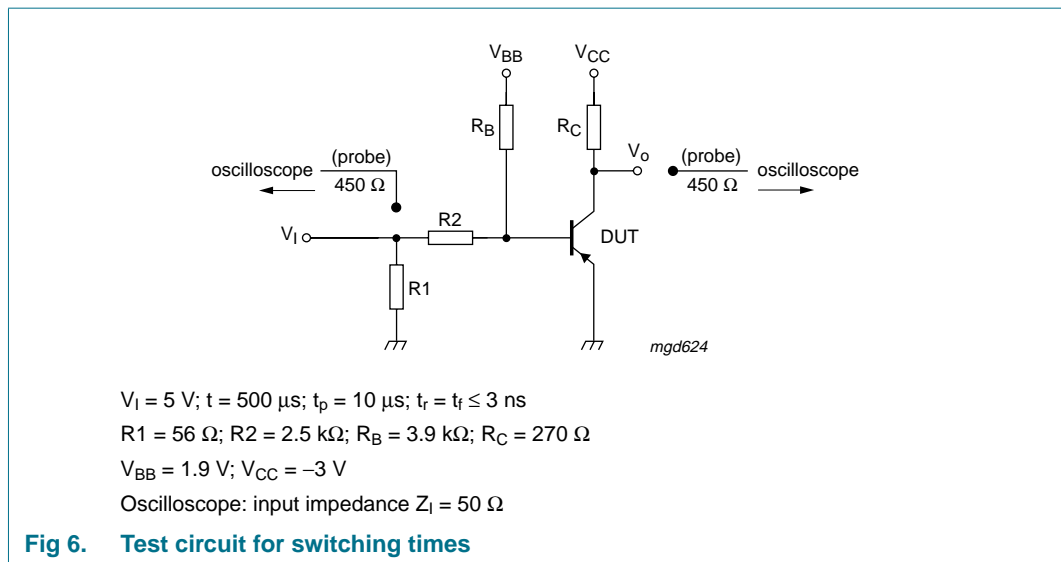 V_BB V_CC
R_B R_C
V_o
oscilloscope (probe) 450 Ω
(probe) 450 Ω oscilloscope
V_I R2 DUT
R1
mgd624
V_I = 5 V; t = 500 μs; t_p = 10 μs; t_r = t_f ≤ 3 ns
R1 = 56 Ω; R2 = 2.5 kΩ; R_B = 3.9 kΩ; R_C = 270 Ω
V_BB = 1.9 V; V_CC = −3 V
Oscilloscope: input impedance Z_I = 50 Ω
Fig 6. Test circuit for switching times